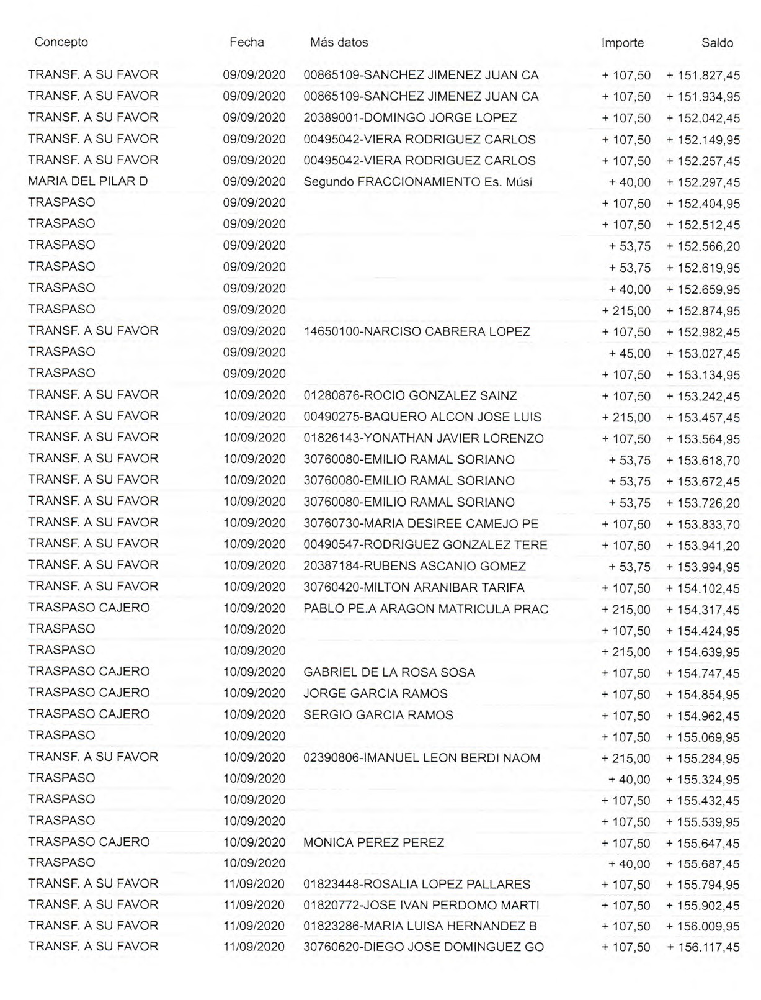 Concepto Fecha Más datos Importe Saldo
TRANSF. A SU FAVOR 09/09/2020 00865109-SANCHEZ JIMENEZ JUAN CA + 107,50 + 151.827,45
TRANSF. A SU FAVOR 09/09/2020 00865109-SANCHEZ JIMENEZ JUAN CA + 107,50 + 151.934,95
TRANSF. A SU FAVOR 09/09/2020 20389001-DOMINGO JORGE LOPEZ + 107,50 + 152.042,45
TRANSF. A SU FAVOR 09/09/2020 00495042-VIERA RODRIGUEZ CARLOS + 107,50 + 152.149,95
TRANSF. A SU FAVOR 09/09/2020 00495042-VIERA RODRIGUEZ CARLOS + 107,50 + 152.257,45
MARIA DEL PILAR D 09/09/2020 Segundo FRACCIONAMIENTO Es. Músi + 40,00 + 152.297,45
TRASPASO 09/09/2020 + 107,50 + 152.404,95
TRASPASO 09/09/2020 + 107,50 + 152.512,45
TRASPASO 09/09/2020 + 53,75 + 152.566,20
TRASPASO 09/09/2020 + 53,75 + 152.619,95
TRASPASO 09/09/2020 + 40,00 + 152.659,95
TRASPASO 09/09/2020 + 215,00 + 152.874,95
TRANSF. A SU FAVOR 09/09/2020 14650100-NARCISO CABRERA LOPEZ + 107,50 + 152.982,45
TRASPASO 09/09/2020 + 45,00 + 153.027,45
TRASPASO 09/09/2020 + 107,50 + 153.134,95
TRANSF. A SU FAVOR 10/09/2020 01280876-ROCIO GONZALEZ SAINZ + 107,50 + 153.242,45
TRANSF. A SU FAVOR 10/09/2020 00490275-BAQUERO ALCON JOSE LUIS + 215,00 + 153.457,45
TRANSF. A SU FAVOR 10/09/2020 01826143-YONATHAN JAVIER LORENZO + 107,50 + 153.564,95
TRANSF. A SU FAVOR 10/09/2020 30760080-EMILIO RAMAL SORIANO + 53,75 + 153.618,70
TRANSF. A SU FAVOR 10/09/2020 30760080-EMILIO RAMAL SORIANO + 53,75 + 153.672,45
TRANSF. A SU FAVOR 10/09/2020 30760080-EMILIO RAMAL SORIANO + 53,75 + 153.726,20
TRANSF. A SU FAVOR 10/09/2020 30760730-MARIA DESIREE CAMEJO PE + 107,50 + 153.833,70
TRANSF. A SU FAVOR 10/09/2020 00490547-RODRIGUEZ GONZALEZ TERE + 107,50 + 153.941,20
TRANSF. A SU FAVOR 10/09/2020 20387184-RUBENS ASCANIO GOMEZ + 53,75 + 153.994,95
TRANSF. A SU FAVOR 10/09/2020 30760420-MILTON ARANIBAR TARIFA + 107,50 + 154.102,45
TRASPASO CAJERO 10/09/2020 PABLO PE.A ARAGON MATRICULA PRAC + 215,00 + 154.317,45
TRASPASO 10/09/2020 + 107,50 + 154.424,95
TRASPASO 10/09/2020 + 215,00 + 154.639,95
TRASPASO CAJERO 10/09/2020 GABRIEL DE LA ROSA SOSA + 107,50 + 154.747,45
TRASPASO CAJERO 10/09/2020 JORGE GARCIA RAMOS + 107,50 + 154.854,95
TRASPASO CAJERO 10/09/2020 SERGIO GARCIA RAMOS + 107,50 + 154.962,45
TRASPASO 10/09/2020 + 107,50 + 155.069,95
TRANSF. A SU FAVOR 10/09/2020 02390806-IMANUEL LEON BERDI NAOM + 215,00 + 155.284,95
TRASPASO 10/09/2020 + 40,00 + 155.324,95
TRASPASO 10/09/2020 + 107,50 + 155.432,45
TRASPASO 10/09/2020 + 107,50 + 155.539,95
TRASPASO CAJERO 10/09/2020 MONICA PEREZ PEREZ + 107,50 + 155.647,45
TRASPASO 10/09/2020 + 40,00 + 155.687,45
TRANSF. A SU FAVOR 11/09/2020 01823448-ROSALIA LOPEZ PALLARES + 107,50 + 155.794,95
TRANSF. A SU FAVOR 11/09/2020 01820772-JOSE IVAN PERDOMO MARTI + 107,50 + 155.902,45
TRANSF. A SU FAVOR 11/09/2020 01823286-MARIA LUISA HERNANDEZ B + 107,50 + 156.009,95
TRANSF. A SU FAVOR 11/09/2020 30760620-DIEGO JOSE DOMINGUEZ GO + 107,50 + 156.117,45